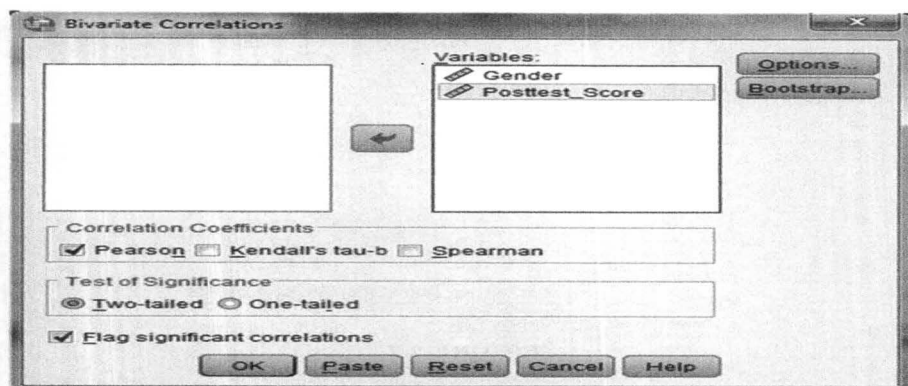 Bivariate Correlations
Variables:
Gender
Posttest_Score
Options...
Bootstrap...
Correlation Coefficients
Pearson Kendall's tau-b Spearman
Test of Significance
Two-tailed One-tailed
Flag significant correlations
OK Paste Reset Cancel Help